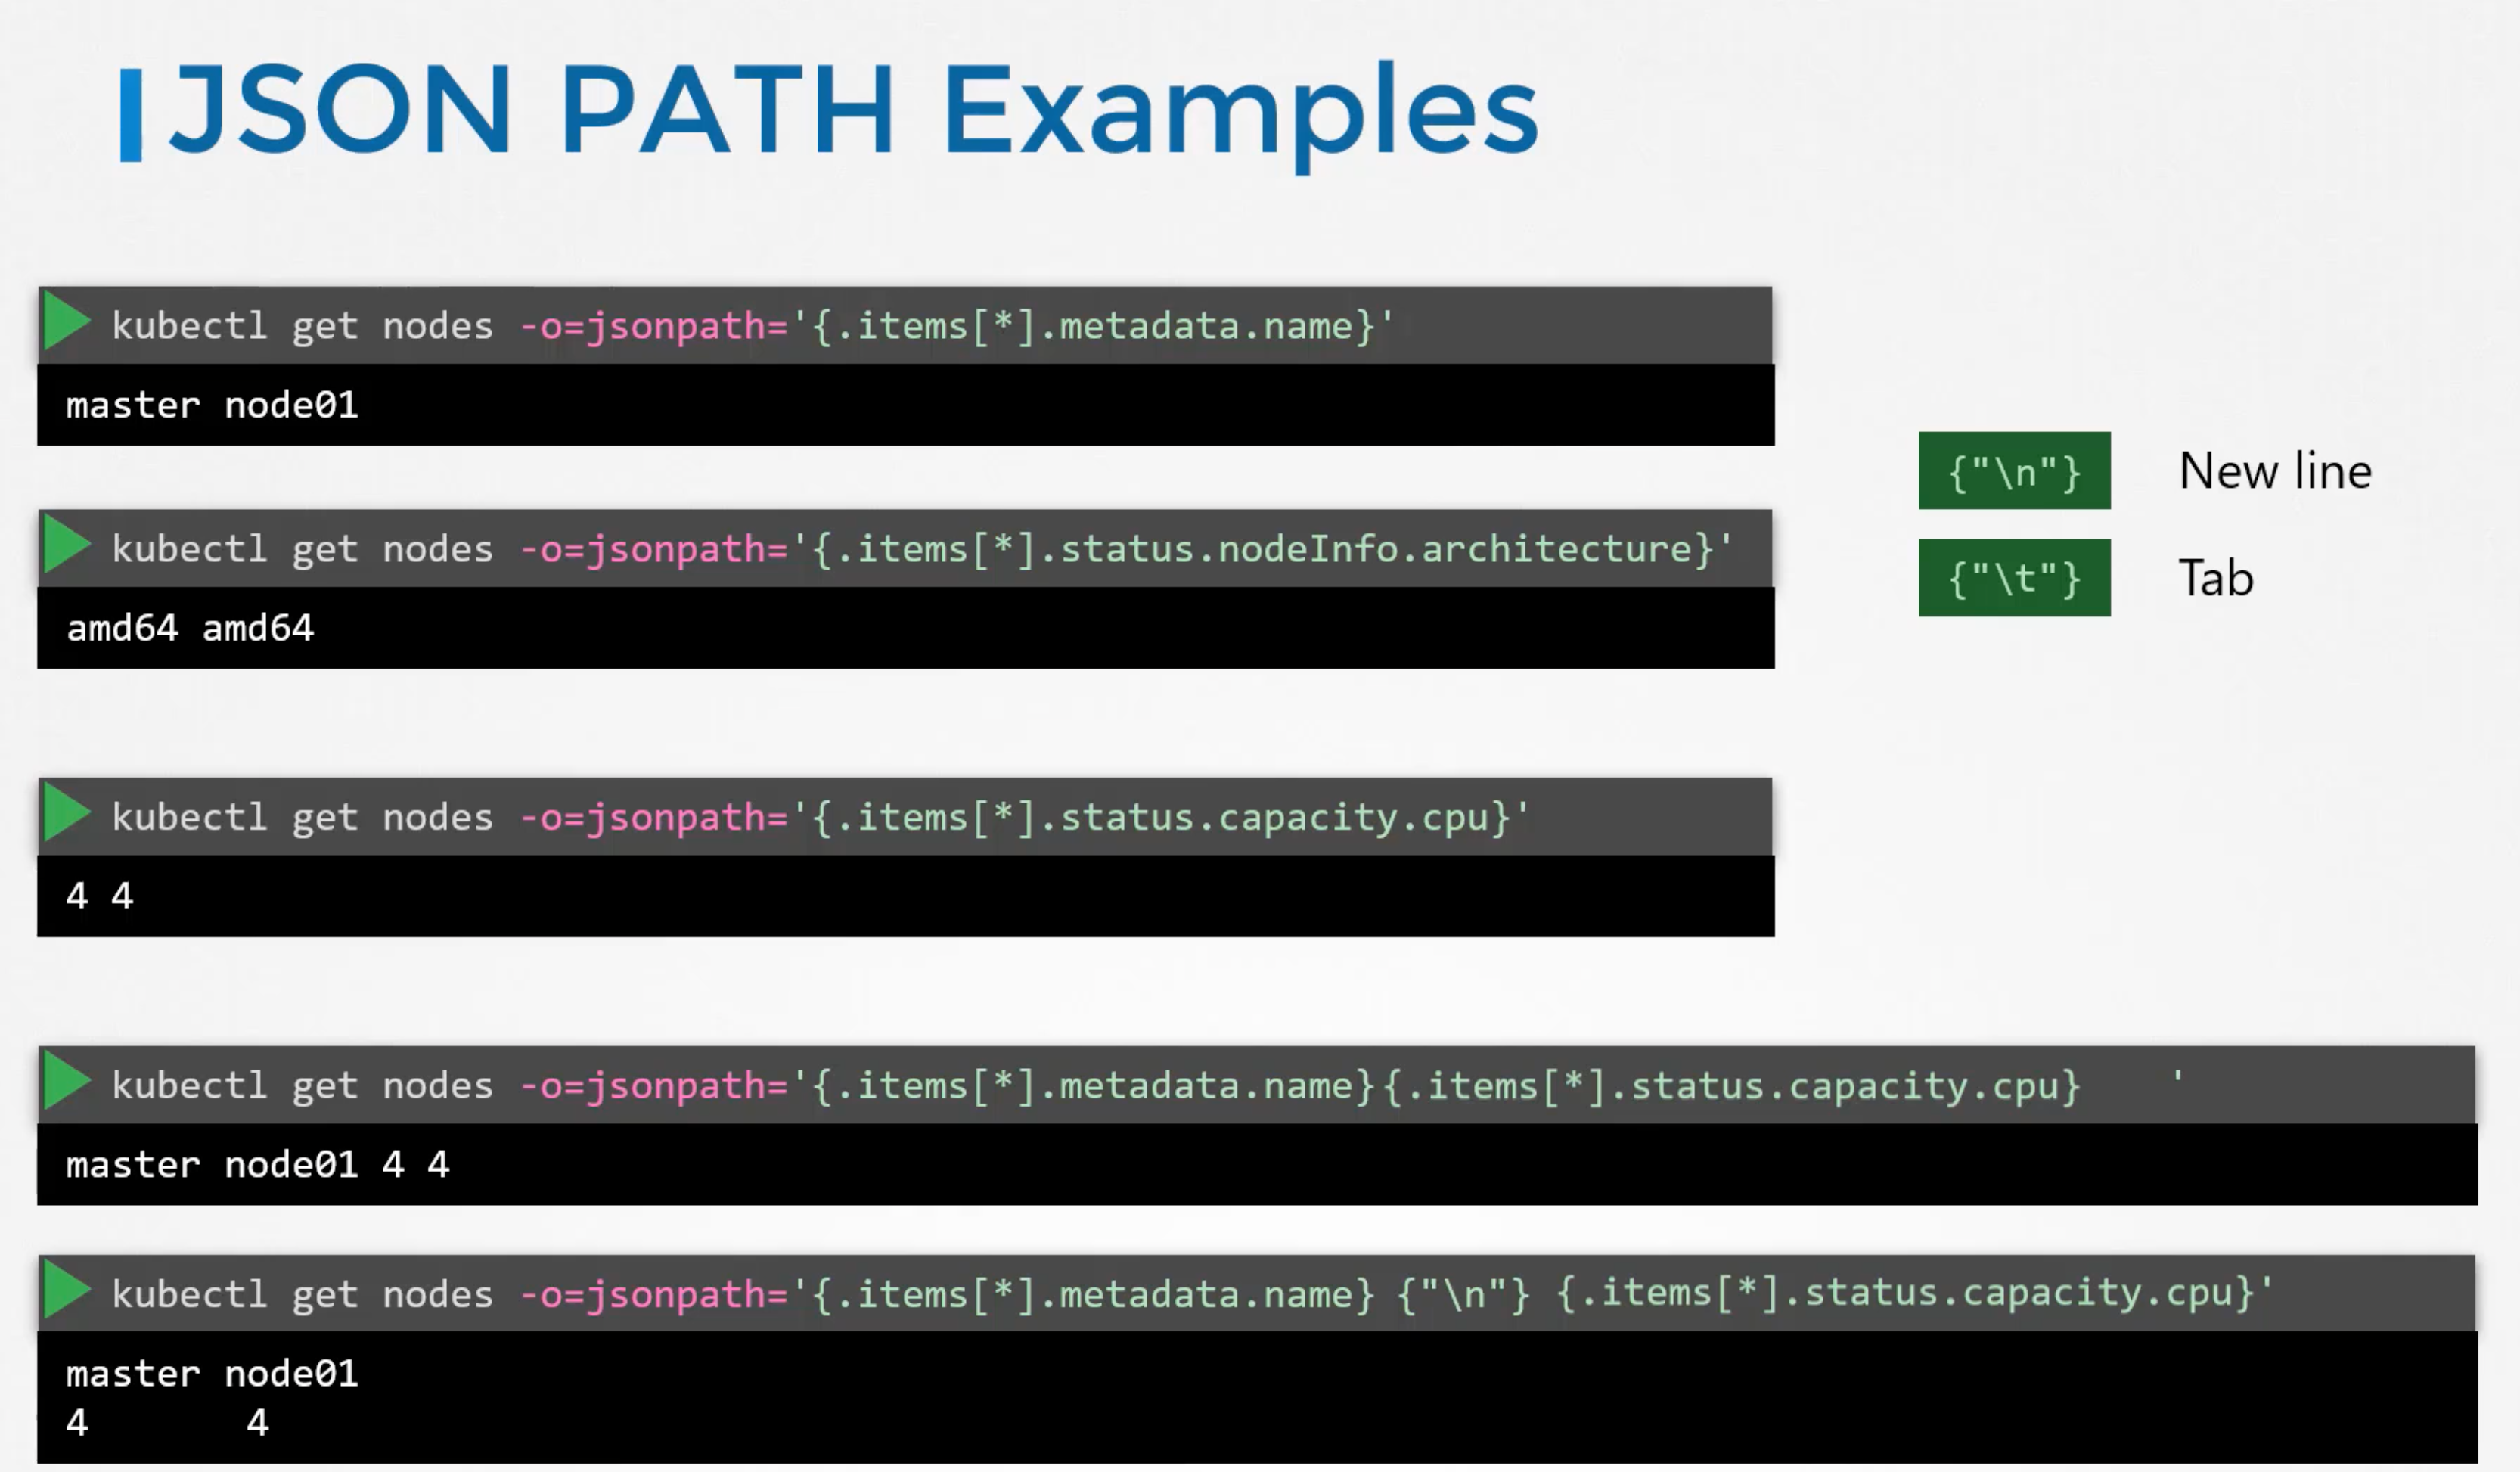 JSON PATH Examples
kubectl get nodes -o=jsonpath='{.items[*].metadata.name}'
master node01
kubectl get nodes -o=jsonpath='{.items[*].status.nodeInfo.architecture}'
amd64 amd64
{"\n"} New line
{"\t"} Tab
kubectl get nodes -o=jsonpath='{.items[*].status.capacity.cpu}'
4 4
kubectl get nodes -o=jsonpath='{.items[*].metadata.name}{.items[*].status.capacity.cpu}    '
master node01 4 4
kubectl get nodes -o=jsonpath='{.items[*].metadata.name} {"\n"} {.items[*].status.capacity.cpu}'
master node01
4       4